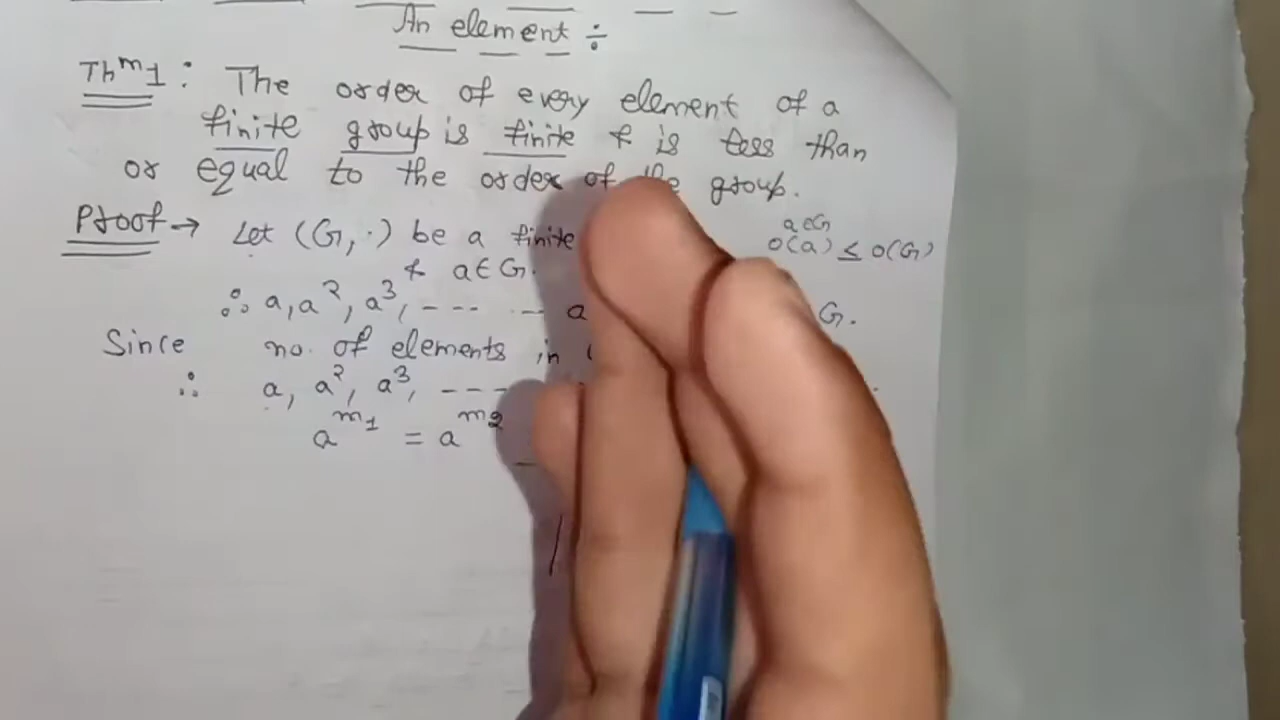 An element ÷
Thm1: The order of every element of a
finite group is finite & is less than
or equal to the order of the group.
Proof → Let (G, ·) be a finite
a∈G
o(a) ≤ o(G)
& a∈G.
∴ a, a², a³, ---- -- a G.
Since no. of elements in
∴ a, a², a³, ---
a^m1 = a^m2